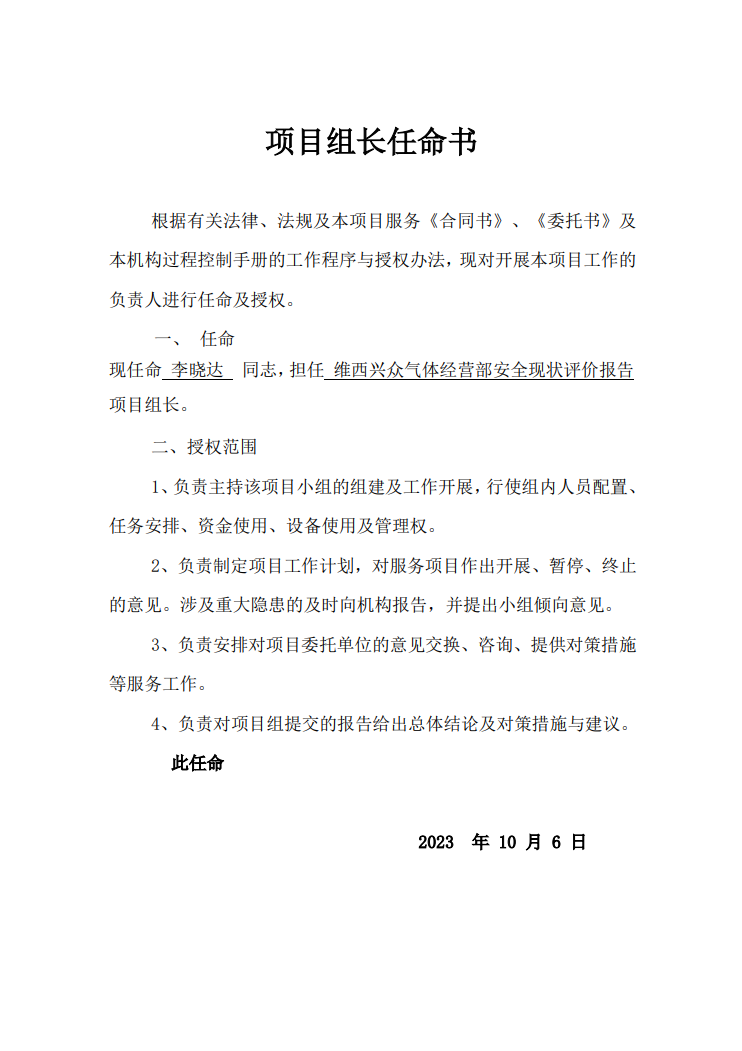 项目组长任命书
根据有关法律、法规及本项目服务《合同书》、《委托书》及
本机构过程控制手册的工作程序与授权办法，现对开展本项目工作的
负责人进行任命及授权。
一、 任命
现任命 李晓达 同志，担任 维西兴众气体经营部安全现状评价报告
项目组长。
二、授权范围
1、负责主持该项目小组的组建及工作开展，行使组内人员配置、
任务安排、资金使用、设备使用及管理权。
2、负责制定项目工作计划，对服务项目作出开展、暂停、终止
的意见。涉及重大隐患的及时向机构报告，并提出小组倾向意见。
3、负责安排对项目委托单位的意见交换、咨询、提供对策措施
等服务工作。
4、负责对项目组提交的报告给出总体结论及对策措施与建议。
此任命
2023 年 10 月 6 日